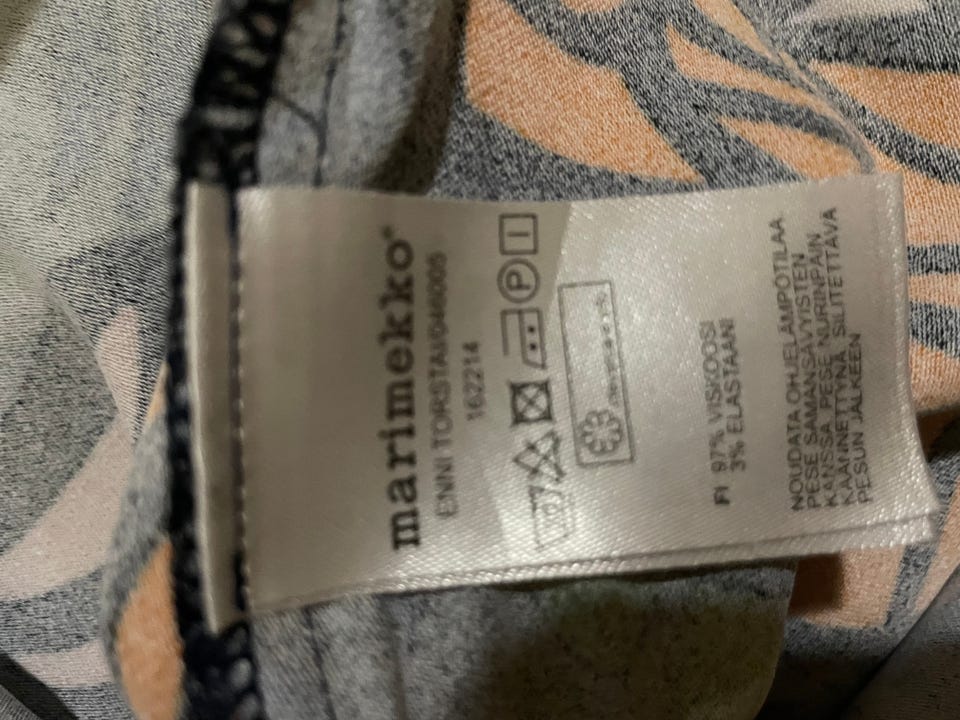 marimekko®
ENNI TORSTAI/046005
162214
P
FI 97% VISKOOSI
3% ELASTAANI
NOUDATA OHJELÄMPÖTILAA
PESE SAMANSÄVYISTEN
KANSSA, PESE NURINPÄIN
KÄÄNNETTYNÄ, SILITETTÄVÄ
PESUN JÄLKEEN